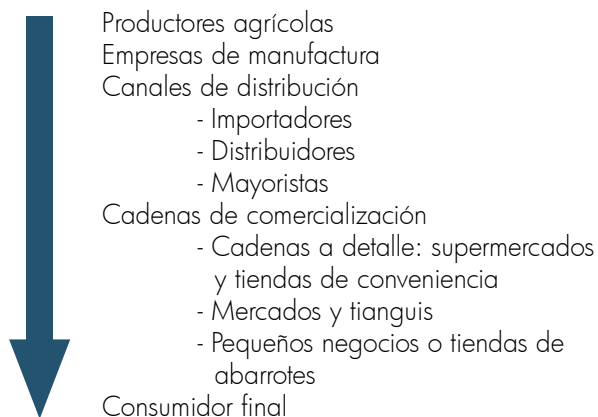 Productores agrícolas
Empresas de manufactura
Canales de distribución
- Importadores
- Distribuidores
- Mayoristas
Cadenas de comercialización
- Cadenas a detalle: supermercados
y tiendas de conveniencia
- Mercados y tianguis
- Pequeños negocios o tiendas de
abarrotes
Consumidor final